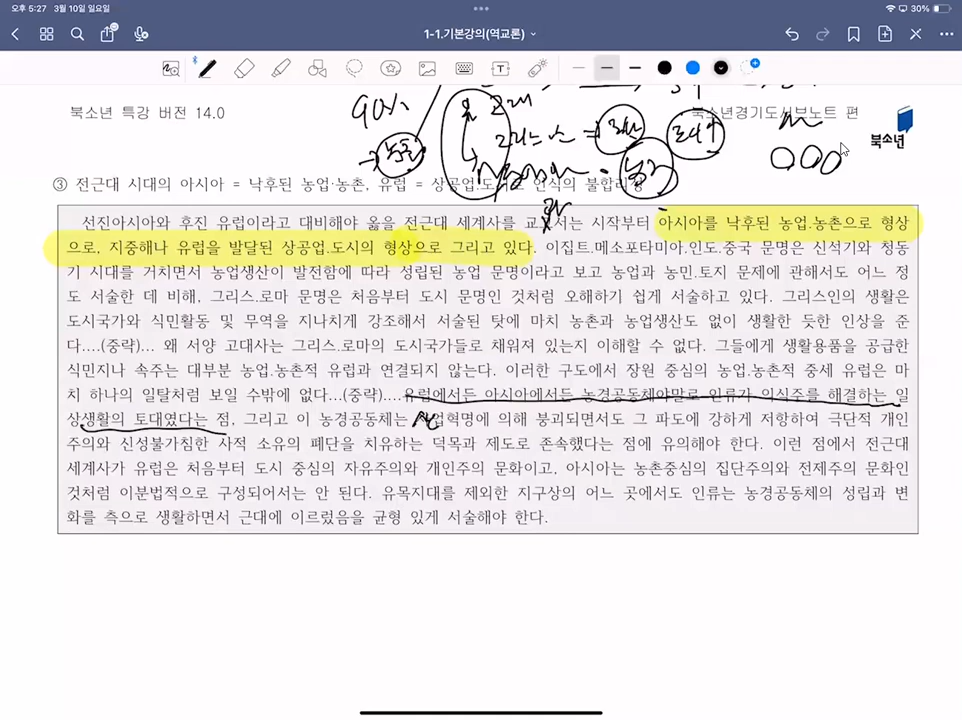 오후 5:27 3월 10일 일요일
30%
1-1.기본강의(역교론)
90%
북소년 특강 버전 14.0
북소년경기도서부노트 편
북소년
농촌
③ 전근대 시대의 아시아 = 낙후된 농업·농촌, 유럽 = 상공업.도시로 인식의 불합리성
선진아시아와 후진 유럽이라고 대비해야 옳을 전근대 세계사를 교과서는 시작부터 아시아를 낙후된 농업.농촌으로 형상
으로, 지중해나 유럽을 발달된 상공업.도시의 형상으로 그리고 있다. 이집트.메소포타미아.인도.중국 문명은 신석기와 청동
기 시대를 거치면서 농업생산이 발전함에 따라 성립된 농업 문명이라고 보고 농업과 농민.토지 문제에 관해서도 어느 정
도 서술한 데 비해, 그리스.로마 문명은 처음부터 도시 문명인 것처럼 오해하기 쉽게 서술하고 있다. 그리스인의 생활은
도시국가와 식민활동 및 무역을 지나치게 강조해서 서술된 탓에 마치 농촌과 농업생산도 없이 생활한 듯한 인상을 준
다....(중략)... 왜 서양 고대사는 그리스.로마의 도시국가들로 채워져 있는지 이해할 수 없다. 그들에게 생활용품을 공급한
식민지나 속주는 대부분 농업.농촌적 유럽과 연결되지 않는다. 이러한 구도에서 장원 중심의 농업.농촌적 중세 유럽은 마
치 하나의 일탈처럼 보일 수밖에 없다...(중략)....유럽에서든 아시아에서든 농경공동체야말로 인류가 의식주를 해결하는 일
상생활의 토대였다는 점, 그리고 이 농경공동체는 산업혁명에 의해 붕괴되면서도 그 파도에 강하게 저항하여 극단적 개인
주의와 신성불가침한 사적 소유의 폐단을 치유하는 덕목과 제도로 존속했다는 점에 유의해야 한다. 이런 점에서 전근대
세계사가 유럽은 처음부터 도시 중심의 자유주의와 개인주의 문화이고, 아시아는 농촌중심의 집단주의와 전제주의 문화인
것처럼 이분법적으로 구성되어서는 안 된다. 유목지대를 제외한 지구상의 어느 곳에서도 인류는 농경공동체의 성립과 변
화를 축으로 생활하면서 근대에 이르렀음을 균형 있게 서술해야 한다.